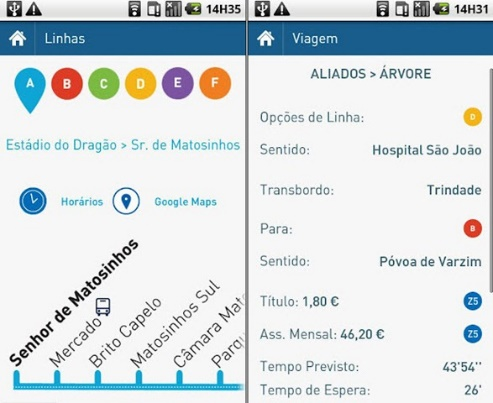 14H35
Linhas
A B C D E F
Estádio do Dragão > Sr. de Matosinhos
Horários
Google Maps
Senhor de Matosinhos
Mercado
Brito Capelo
Matosinhos Sul
Câmara Mat
Parq
14H31
Viagem
ALIADOS > ÁRVORE
Opções de Linha: D
Sentido: Hospital São João
Transbordo: Trindade
Para: B
Sentido: Póvoa de Varzim
Título: 1,80 € Z5
Ass. Mensal: 46,20 € Z5
Tempo Previsto: 43'54''
Tempo de Espera: 26'